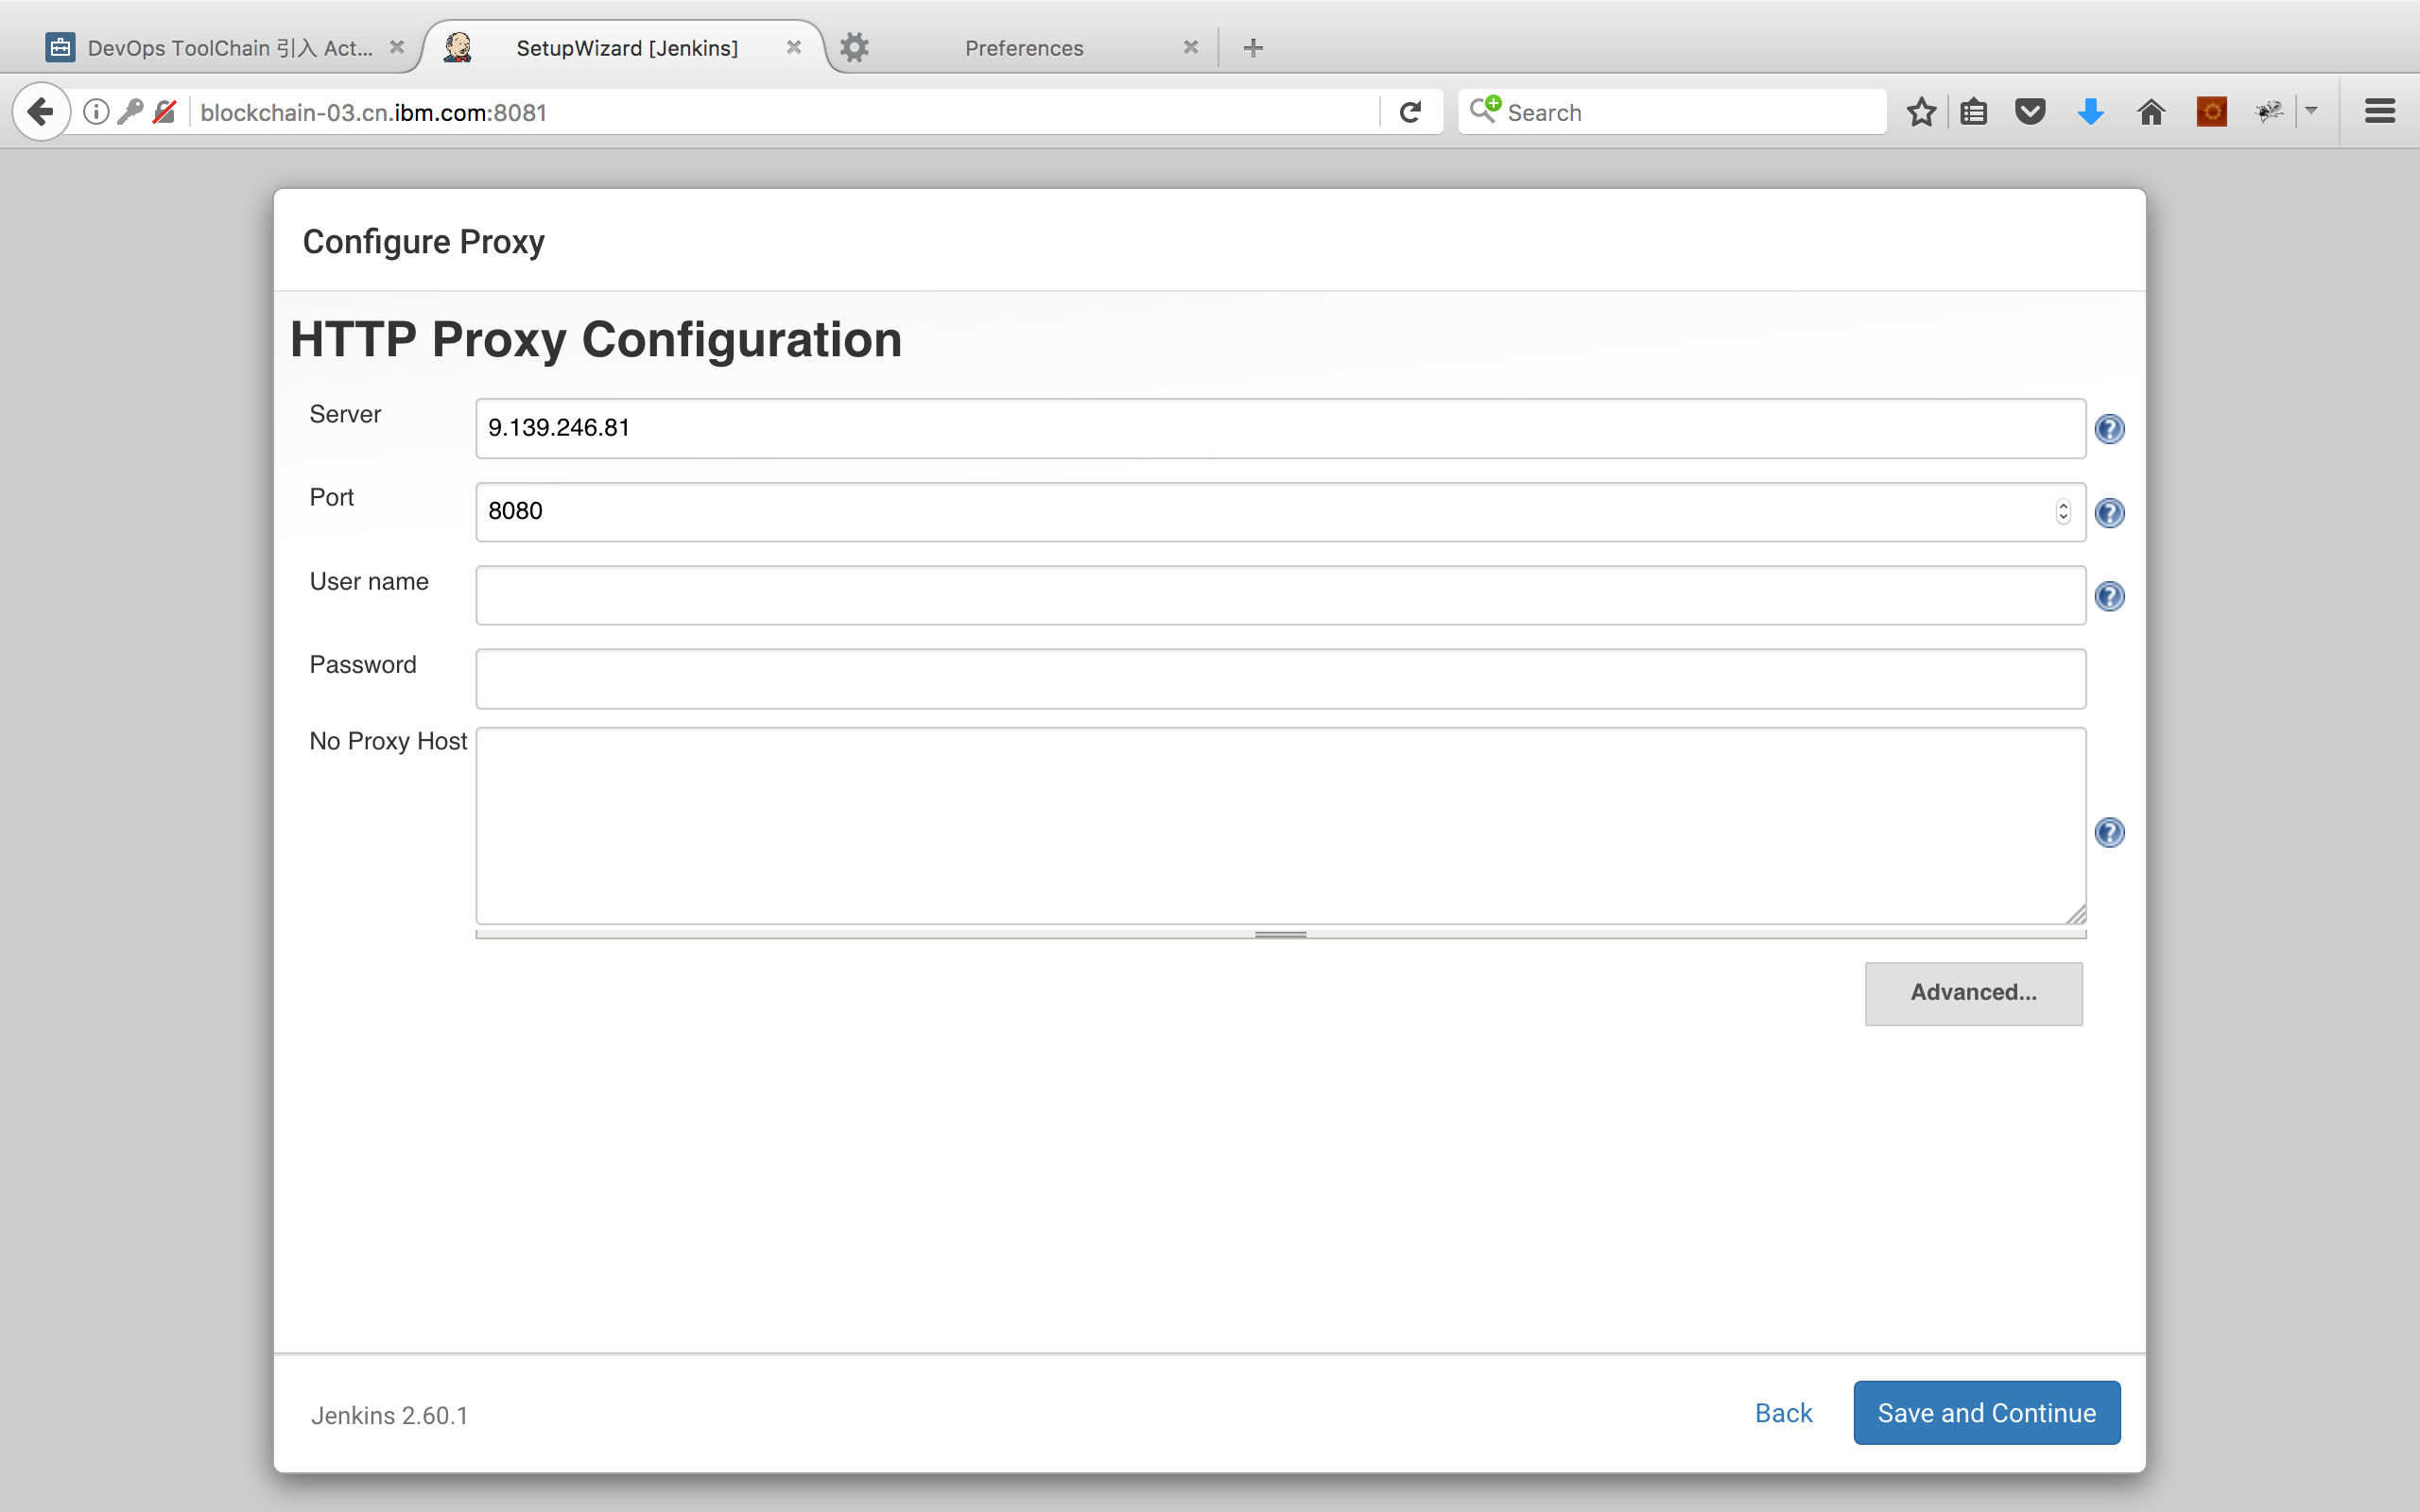 DevOps ToolChain 引入 Act...
SetupWizard [Jenkins]
Preferences
blockchain-03.cn.ibm.com:8081
Search
Configure Proxy
HTTP Proxy Configuration
Server
9.139.246.81
Port
8080
User name
Password
No Proxy Host
Advanced...
Jenkins 2.60.1
Back
Save and Continue